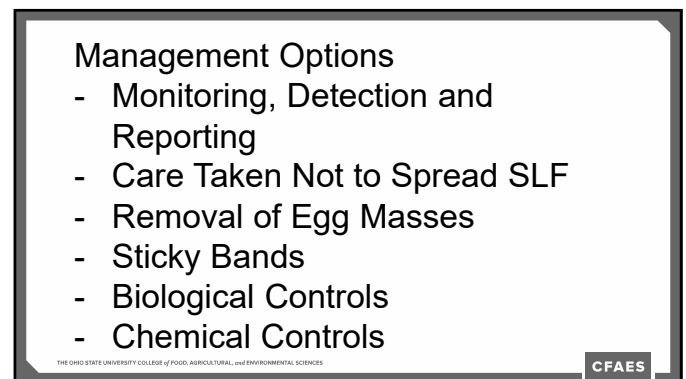 Management Options
- Monitoring, Detection and
Reporting
- Care Taken Not to Spread SLF
- Removal of Egg Masses
- Sticky Bands
- Biological Controls
- Chemical Controls
THE OHIO STATE UNIVERSITY COLLEGE of FOOD, AGRICULTURAL, and ENVIRONMENTAL SCIENCES
CFAES